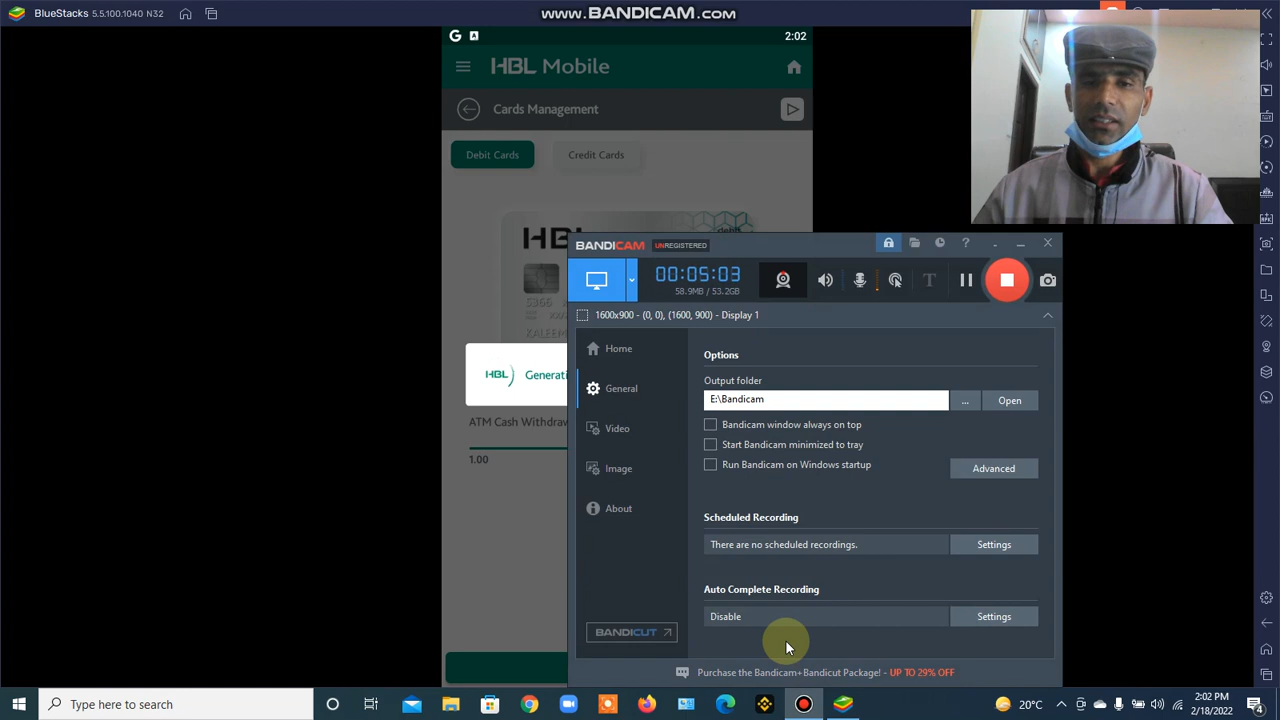 BlueStacks 5.5.100.1040 N32
www.BANDICAM.com
2:02
HBL Mobile
Cards Management
Debit Cards
Credit Cards
HBL
5366
KALEEM
HBL Generati
ATM Cash Withdraw
1.00
BANDICAM UNREGISTERED
00:05:03
58.9MB / 53.2GB
1600x900 - (0, 0), (1600, 900) - Display 1
Home
General
Video
Image
About
BANDICUT
Options
Output folder
E:\Bandicam
... Open
Bandicam window always on top
Start Bandicam minimized to tray
Run Bandicam on Windows startup
Advanced
Scheduled Recording
There are no scheduled recordings. Settings
Auto Complete Recording
Disable Settings
Purchase the Bandicam+Bandicut Package! - UP TO 29% OFF
Type here to search
20°C
2:02 PM
2/18/2022
4